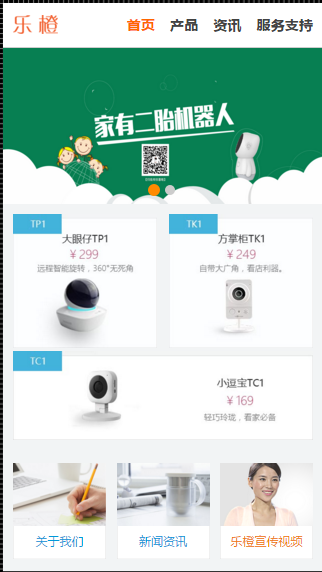 乐橙
首页 产品 资讯 服务支持
家有二胎机器人
TP1
大眼仔TP1
¥299
远程智能旋转，360°无死角
TK1
方掌柜TK1
¥249
自带大广角，看店利器。
TC1
小逗宝TC1
¥169
轻巧玲珑，看家必备
关于我们
新闻资讯
乐橙宣传视频